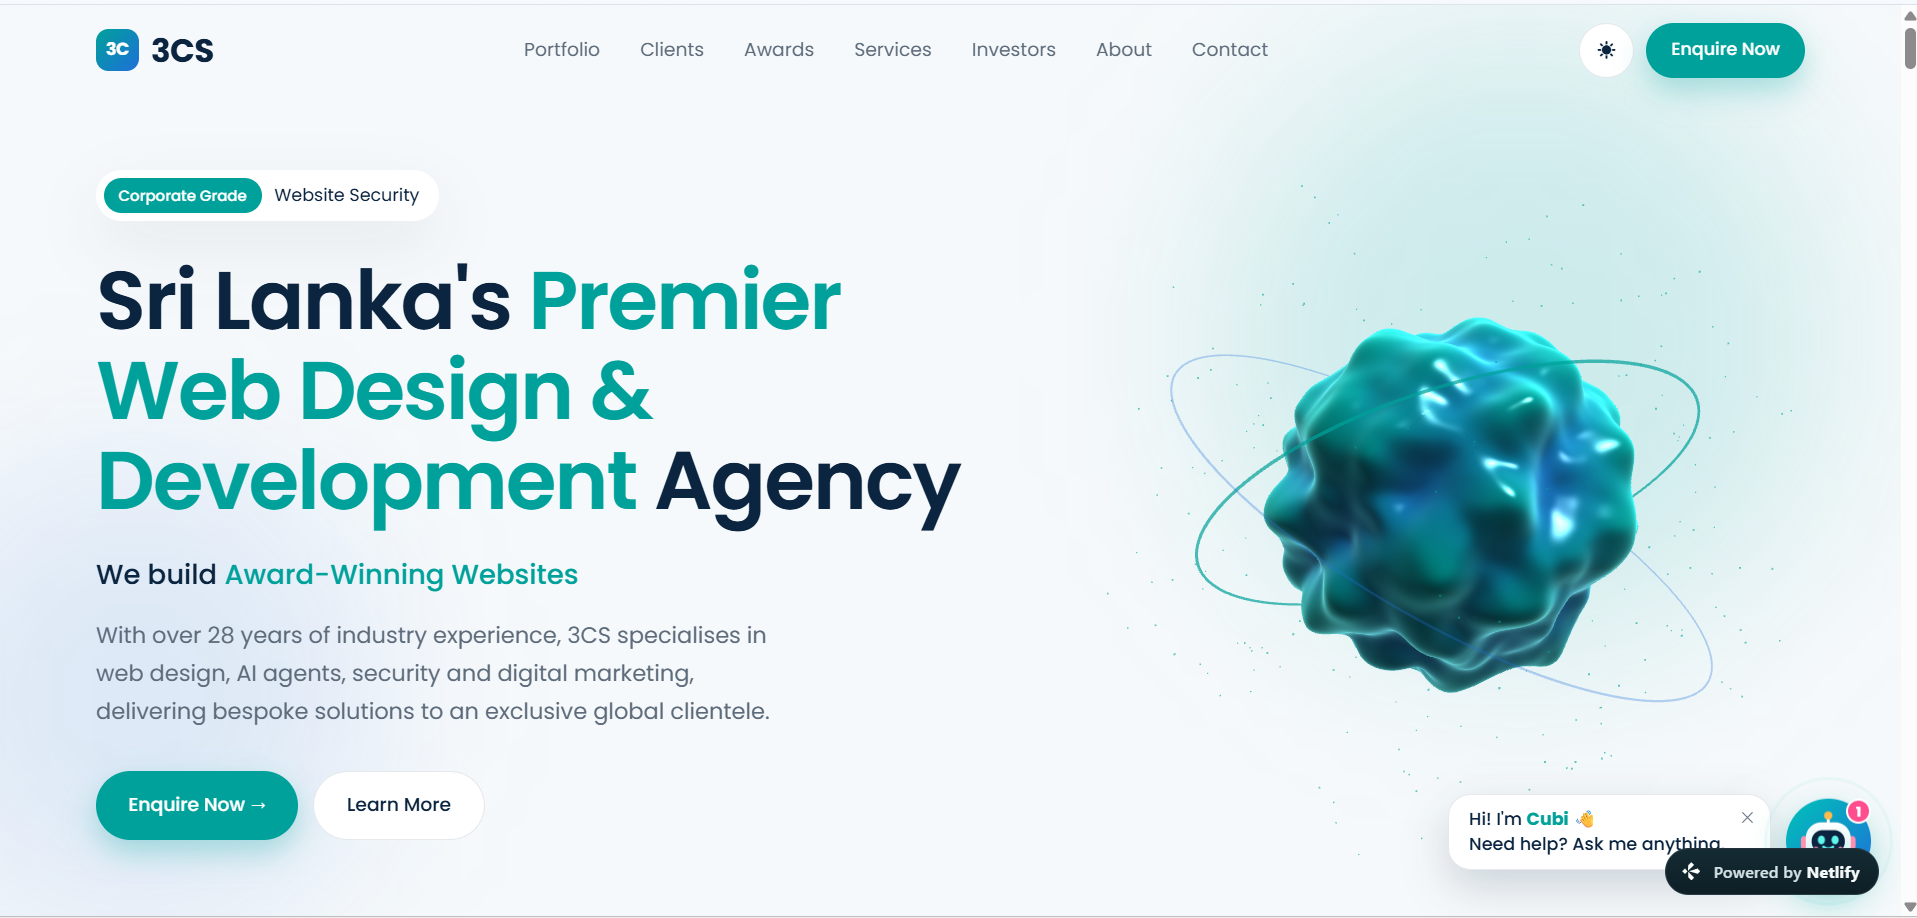 3C 3CS
Portfolio Clients Awards Services Investors About Contact
Enquire Now
Corporate Grade Website Security
Sri Lanka's Premier
Web Design &
Development Agency
We build Award-Winning Websites
With over 28 years of industry experience, 3CS specialises in
web design, AI agents, security and digital marketing,
delivering bespoke solutions to an exclusive global clientele.
Enquire Now →
Learn More
Hi! I'm Cubi 👋
Need help? Ask me anything.
1
Powered by Netlify